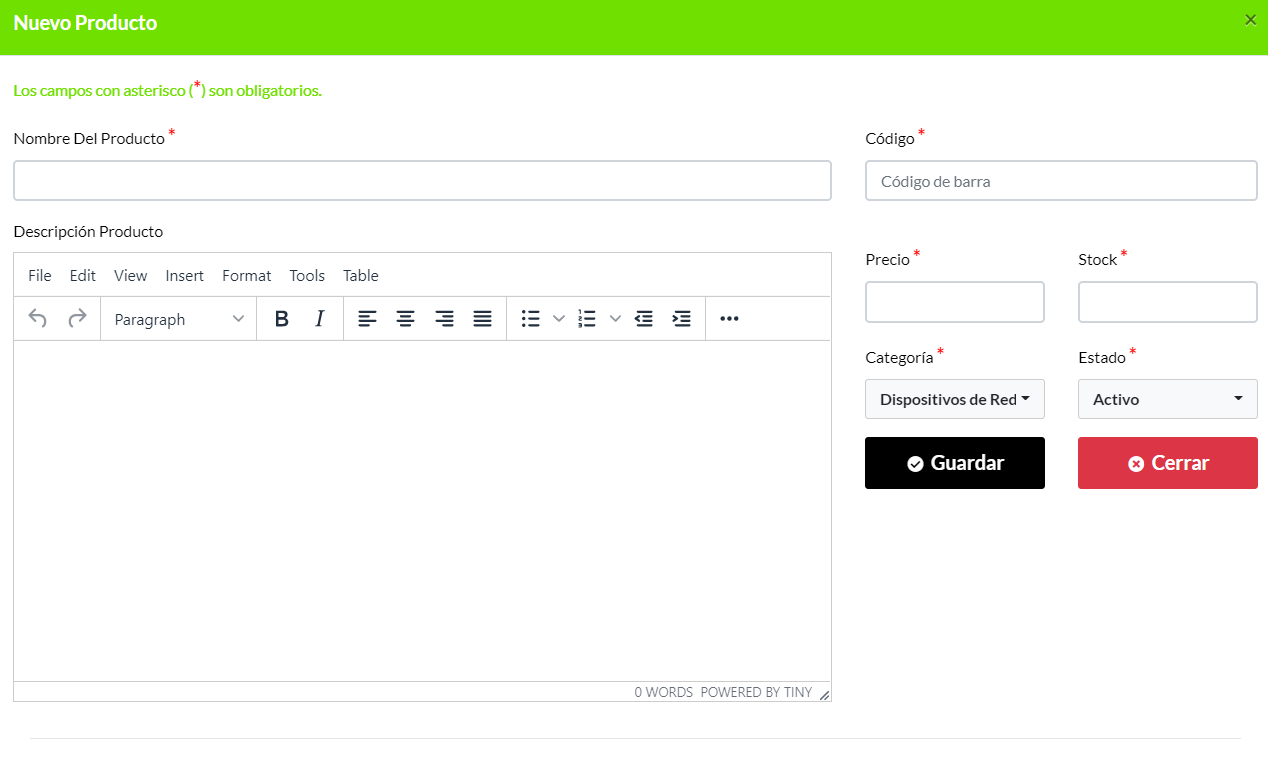 Nuevo Producto ×
Los campos con asterisco (*) son obligatorios.
Nombre Del Producto *
Código *
Código de barra
Descripción Producto
File Edit View Insert Format Tools Table
Paragraph B I
0 WORDS POWERED BY TINY
Precio * Stock *
Categoría * Estado *
Dispositivos de Red Activo
Guardar Cerrar